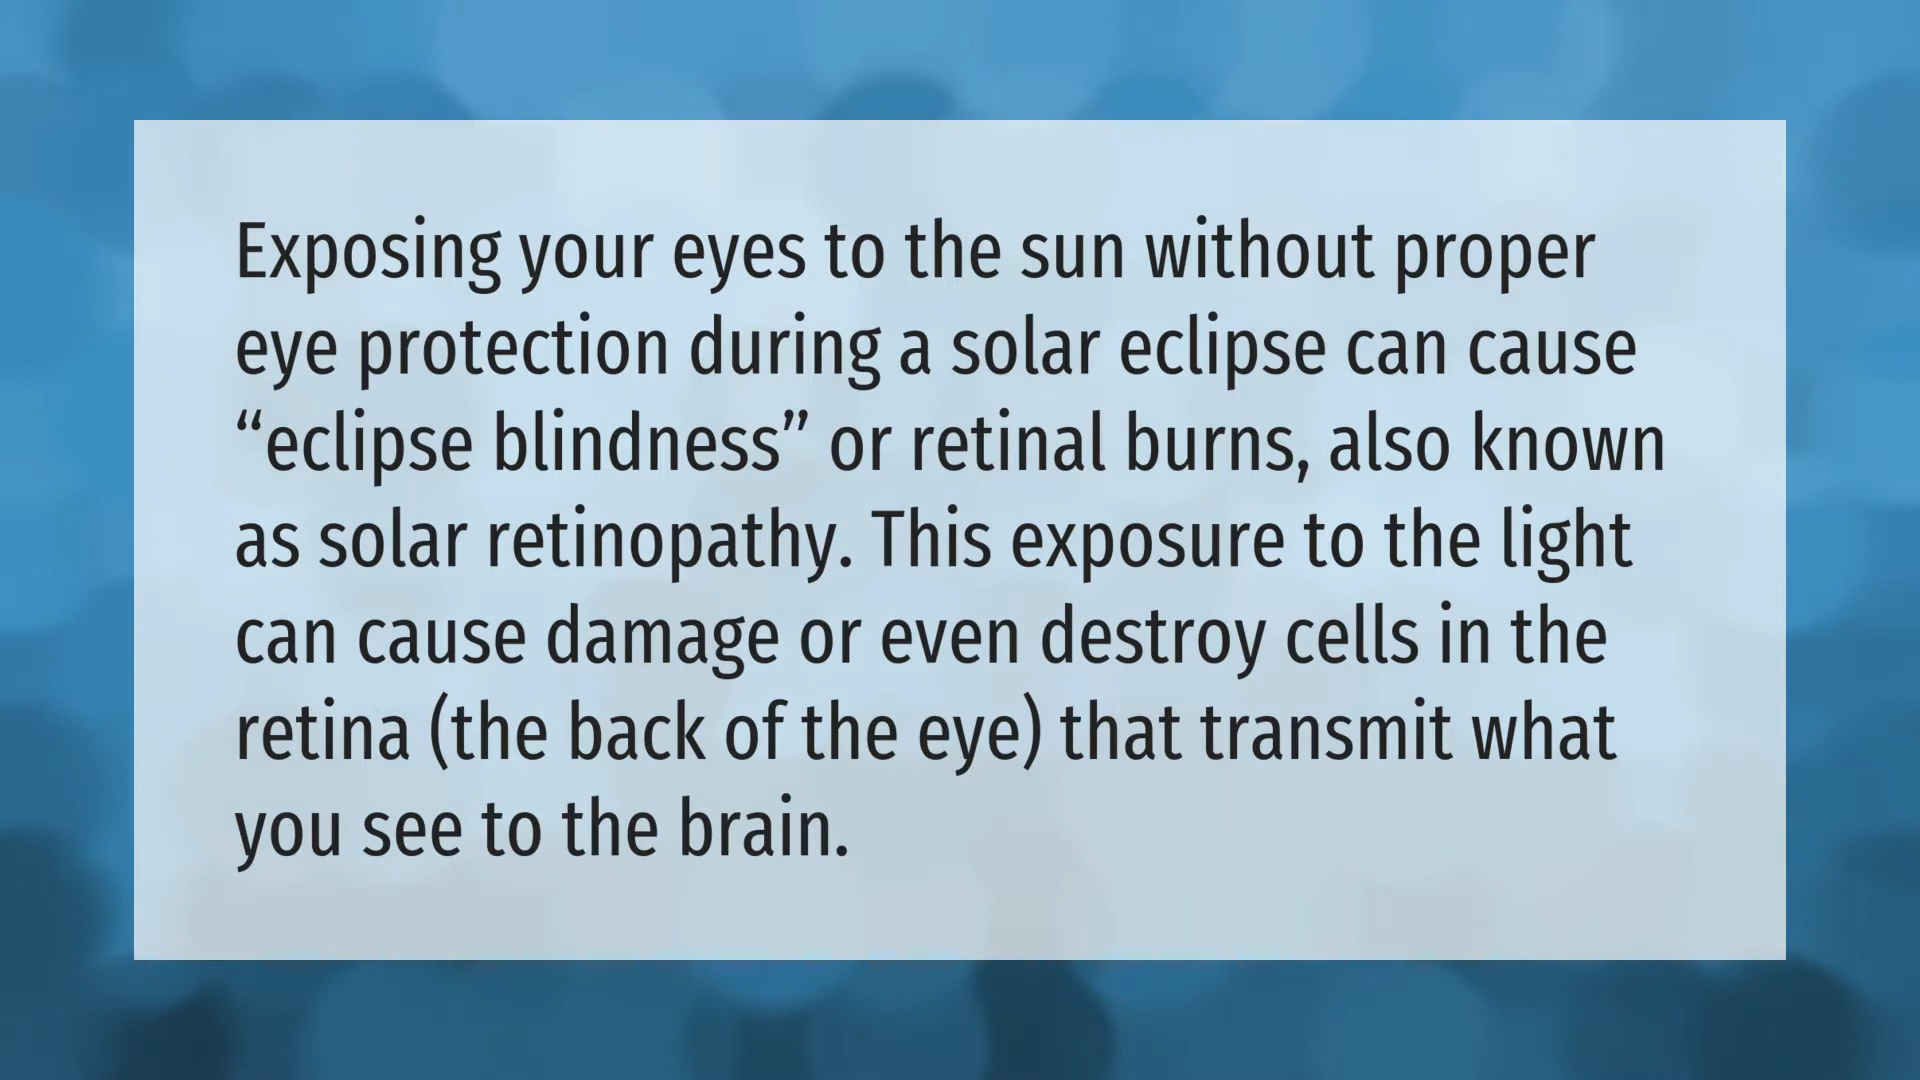 Exposing your eyes to the sun without proper
eye protection during a solar eclipse can cause
“eclipse blindness” or retinal burns, also known
as solar retinopathy. This exposure to the light
can cause damage or even destroy cells in the
retina (the back of the eye) that transmit what
you see to the brain.